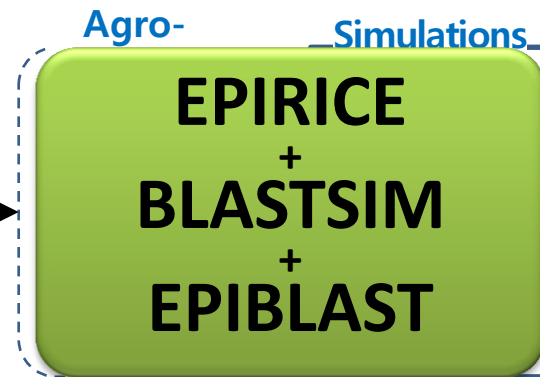 Agro- Simulations
EPIRICE
+
BLASTSIM
+
EPIBLAST